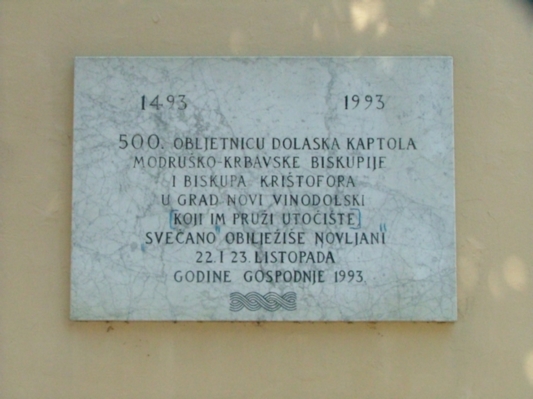 1493 1993
500. OBLJETNICU DOLASKA KAPTOLA
MODRUŠKO-KRBAVSKE BISKUPIJE
I BISKUPA KRIŠTOFORA
U GRAD NOVI VINODOLSKI
[KOJI IM PRUŽI UTOČIŠTE]
SVEČANO OBILJEŽIŠE NOVLJANI
22. I 23. LISTOPADA
GODINE GOSPODNJE 1993.